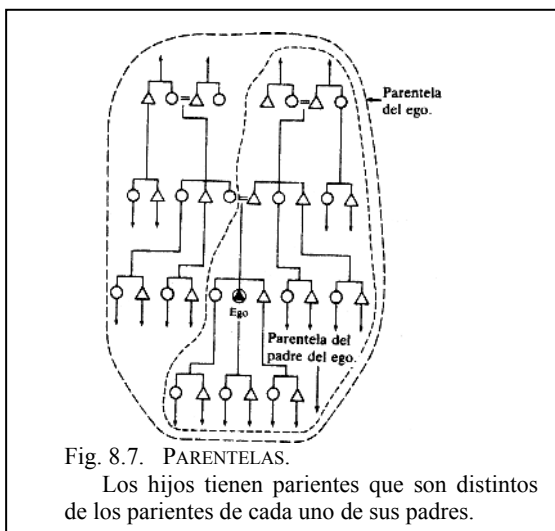 Parentela
del ego.
Ego
Parentela del
padre del ego.
Fig. 8.7. PARENTELAS.
Los hijos tienen parientes que son distintos
de los parientes de cada uno de sus padres.